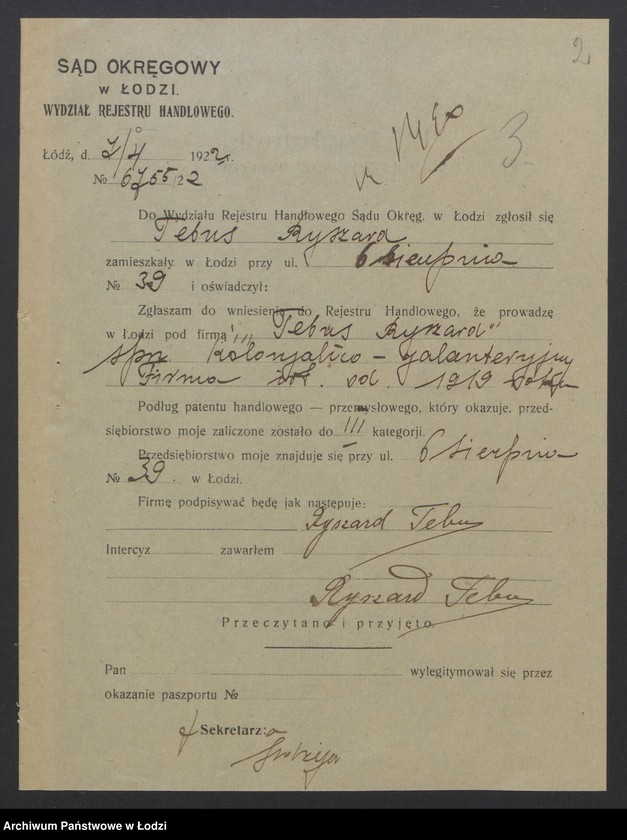 2
SĄD OKRĘGOWY
w ŁODZI.
WYDZIAŁ REJESTRU HANDLOWEGO.
3
Łódź, d. 1922 r.
№ 6755/22
Do Wydziału Rejestru Handlowego Sądu Okręg. w Łodzi zgłosił się
Tebus Ryszard
zamieszkały w Łodzi przy ul. 6 Sierpnia
№ 39 i oświadczył:
Zgłaszam do wniesienia do Rejestru Handlowego, że prowadzę
w Łodzi pod firmą „Tebus Ryszard"
kolonjalno - galanteryjny
Firma istn. od 1919 roku
Podług patentu handlowego — przemysłowego, który okazuje, przed-
siębiorstwo moje zaliczone zostało do III kategorji.
Przedsiębiorstwo moje znajduje się przy ul. 6 Sierpnia
№ 39. w Łodzi.
Firmę podpisywać będę jak następuje:
Ryszard Tebus
Intercyz zawarłem
Ryszard Tebus
Przeczytano i przyjęto.
Pan wylegitymował się przez
okazanie paszportu №
Sekretarz:
Archiwum Państwowe w Łodzi